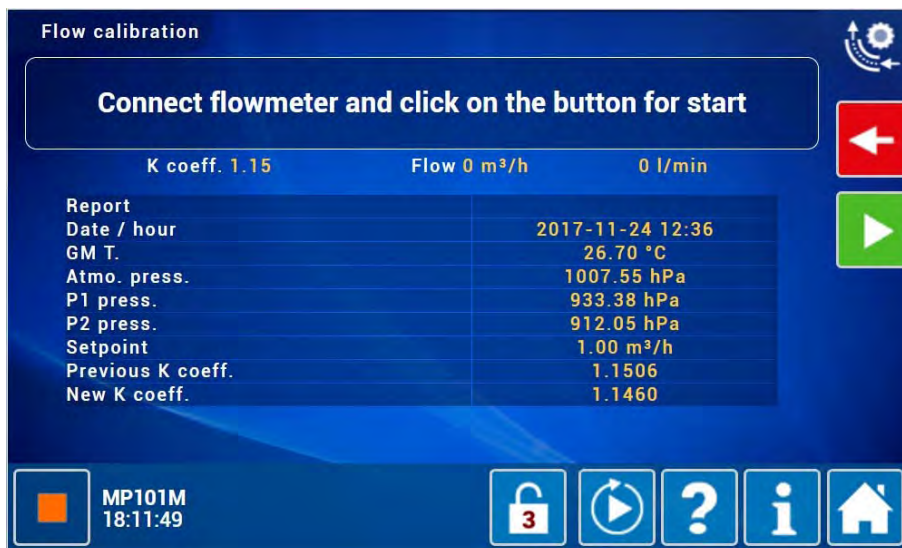 Flow calibration
Connect flowmeter and click on the button for start
K coeff. 1.15 Flow 0 m³/h 0 l/min
Report
Date / hour 2017-11-24 12:36
GM T. 26.70 °C
Atmo. press. 1007.55 hPa
P1 press. 933.38 hPa
P2 press. 912.05 hPa
Setpoint 1.00 m³/h
Previous K coeff. 1.1506
New K coeff. 1.1460
MP101M
18:11:49
3
?
i